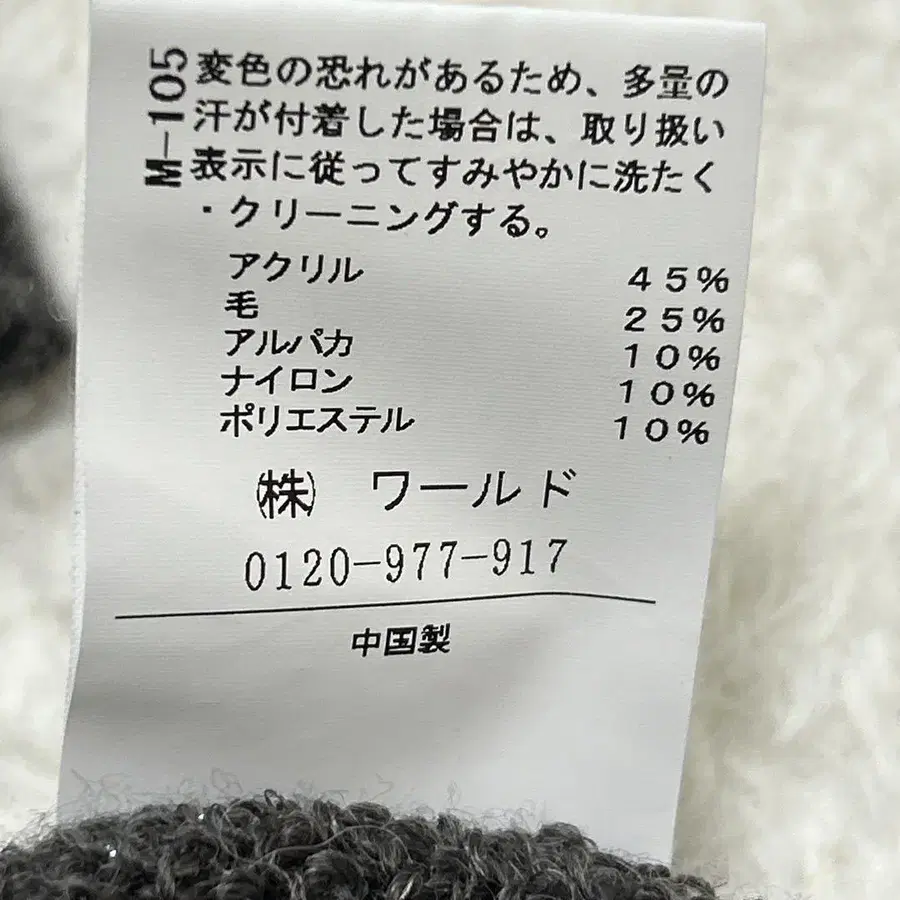 M-105
変色の恐れがあるため、多量の
汗が付着した場合は、取り扱い
表示に従ってすみやかに洗たく
・クリーニングする。
アクリル 45%
毛 25%
アルパカ 10%
ナイロン 10%
ポリエステル 10%
㈱ ワールド
0120-977-917
中国製